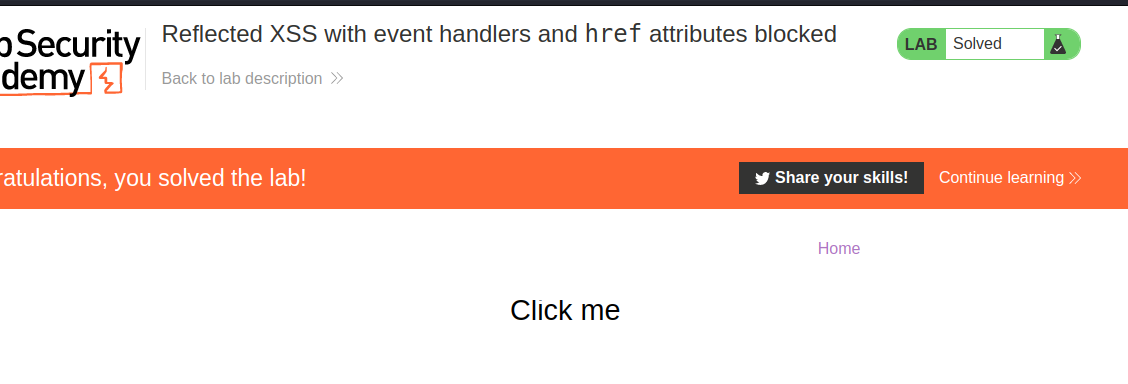 p Security
demy
Reflected XSS with event handlers and href attributes blocked
Back to lab description
LAB Solved
ratulations, you solved the lab!
Share your skills!
Continue learning
Home
Click me